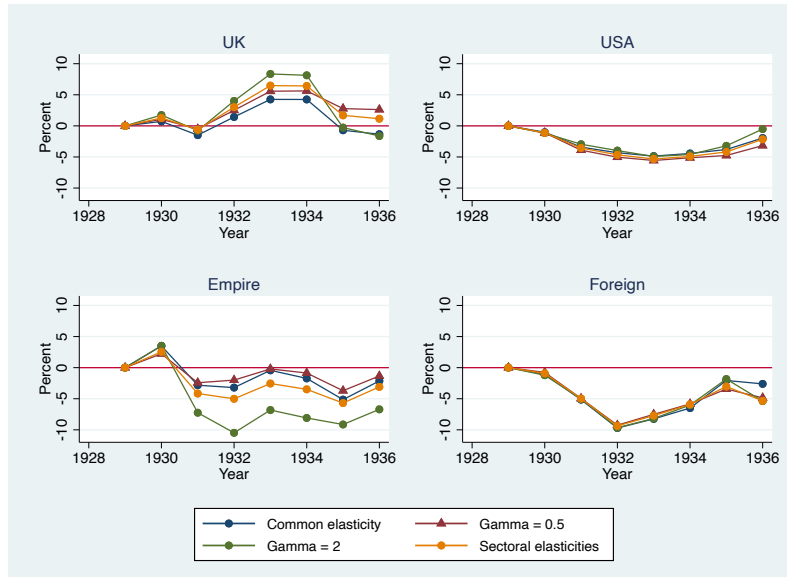 UK
10
5
0
-5
-10
Percent
1928 1930 1932 1934 1936
Year
USA
10
5
0
-5
-10
Percent
1928 1930 1932 1934 1936
Year
Empire
10
5
0
-5
-10
Percent
1928 1930 1932 1934 1936
Year
Foreign
10
5
0
-5
-10
Percent
1928 1930 1932 1934 1936
Year
Common elasticity Gamma = 0.5
Gamma = 2 Sectoral elasticities